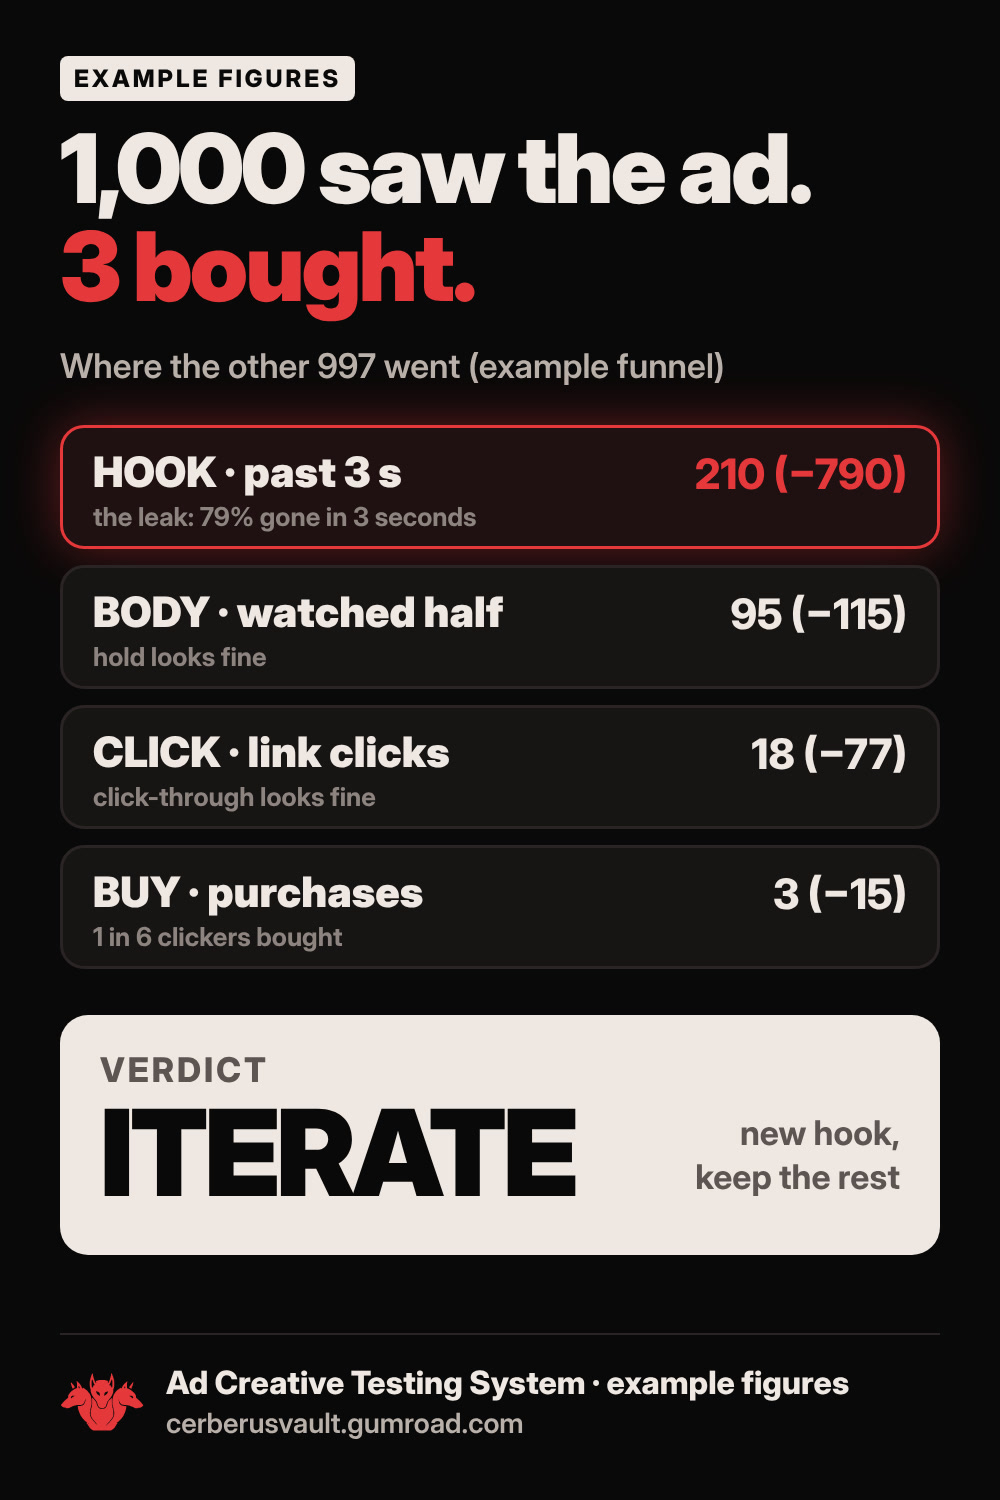 EXAMPLE FIGURES
1,000 saw the ad.
3 bought.
Where the other 997 went (example funnel)
HOOK · past 3 s
210 (−790)
the leak: 79% gone in 3 seconds
BODY · watched half
95 (−115)
hold looks fine
CLICK · link clicks
18 (−77)
click-through looks fine
BUY · purchases
3 (−15)
1 in 6 clickers bought
VERDICT
ITERATE
new hook,
keep the rest
Ad Creative Testing System · example figures
cerberusvault.gumroad.com